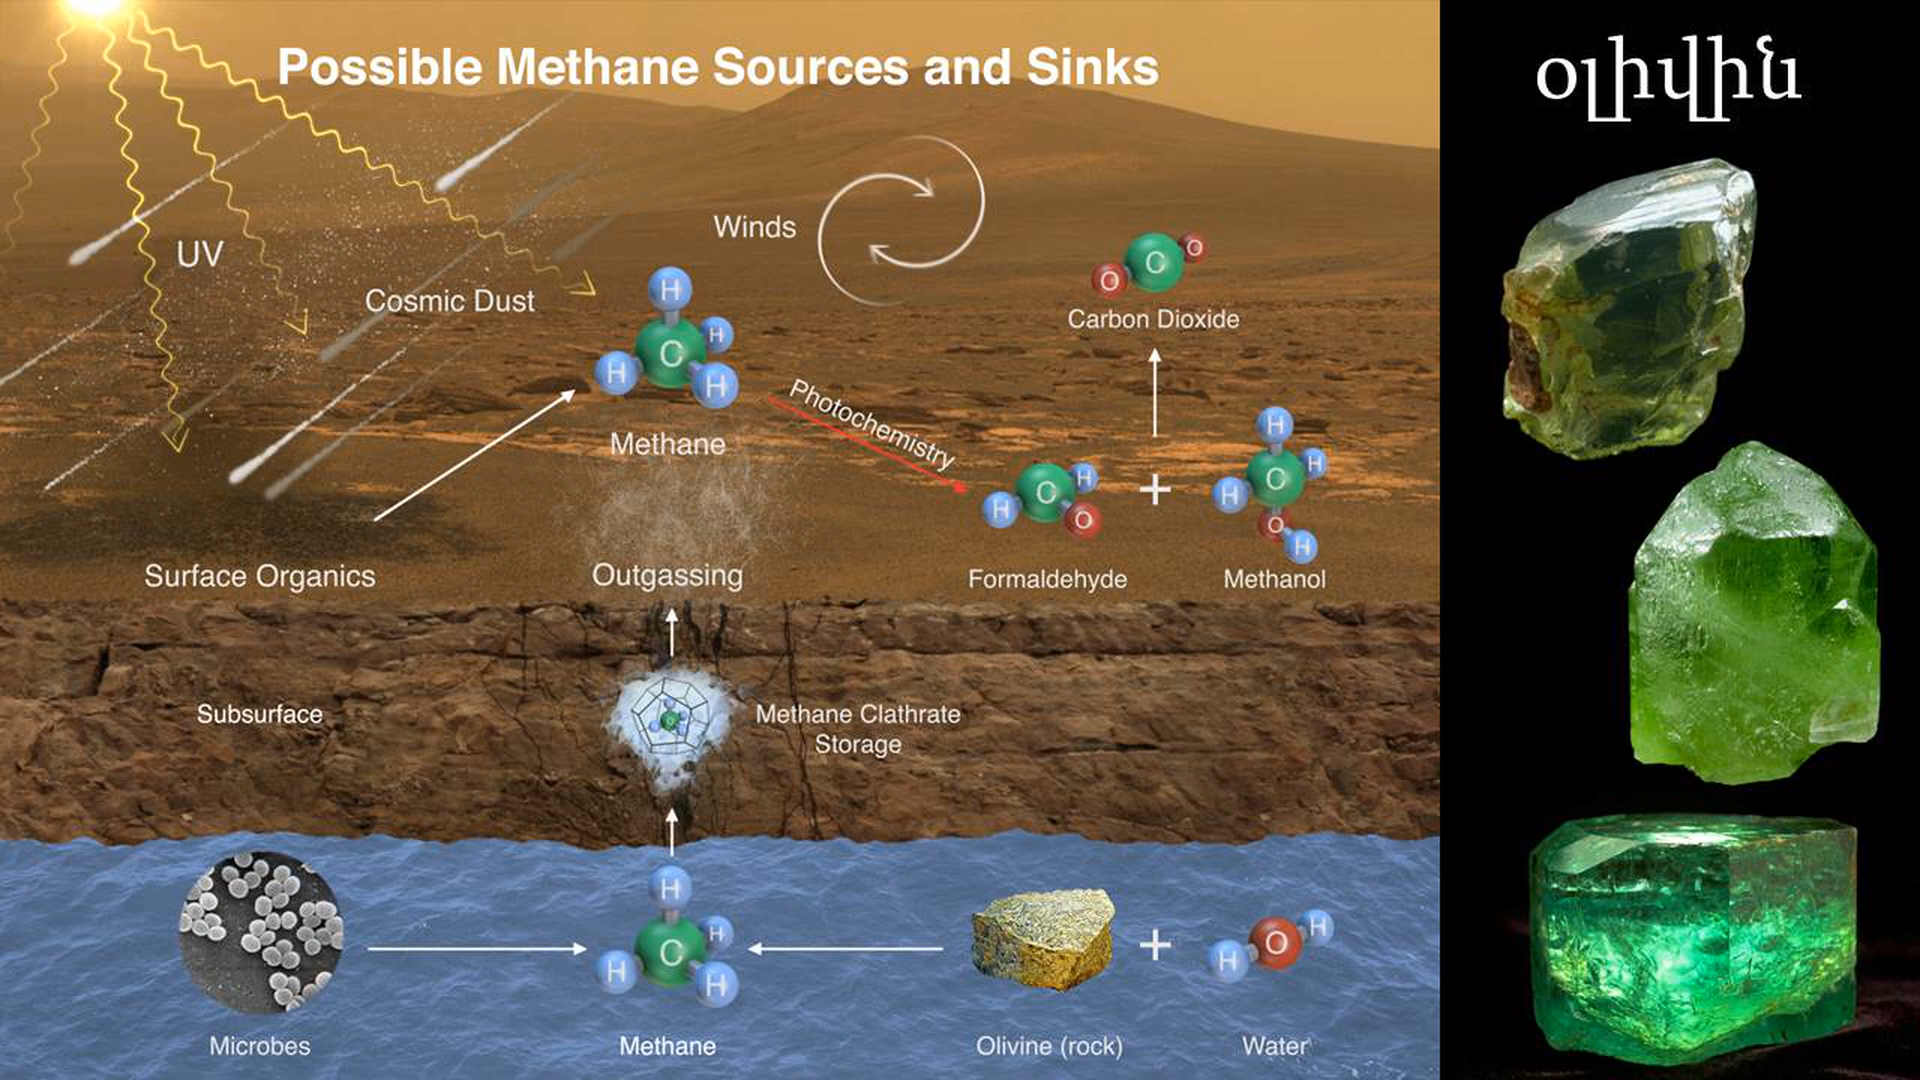 Possible Methane Sources and Sinks
օլիվին
UV
Winds
Cosmic Dust
H
H
C
H
H
Methane
Photochemistry
O
C
O
Carbon Dioxide
H
C
H
O
+
H
H
C
H
O
H
Surface Organics
Outgassing
Formaldehyde
Methanol
Subsurface
Methane Clathrate
Storage
H
H
C
H
H
+
H
O
H
Microbes
Methane
Olivine (rock)
Water